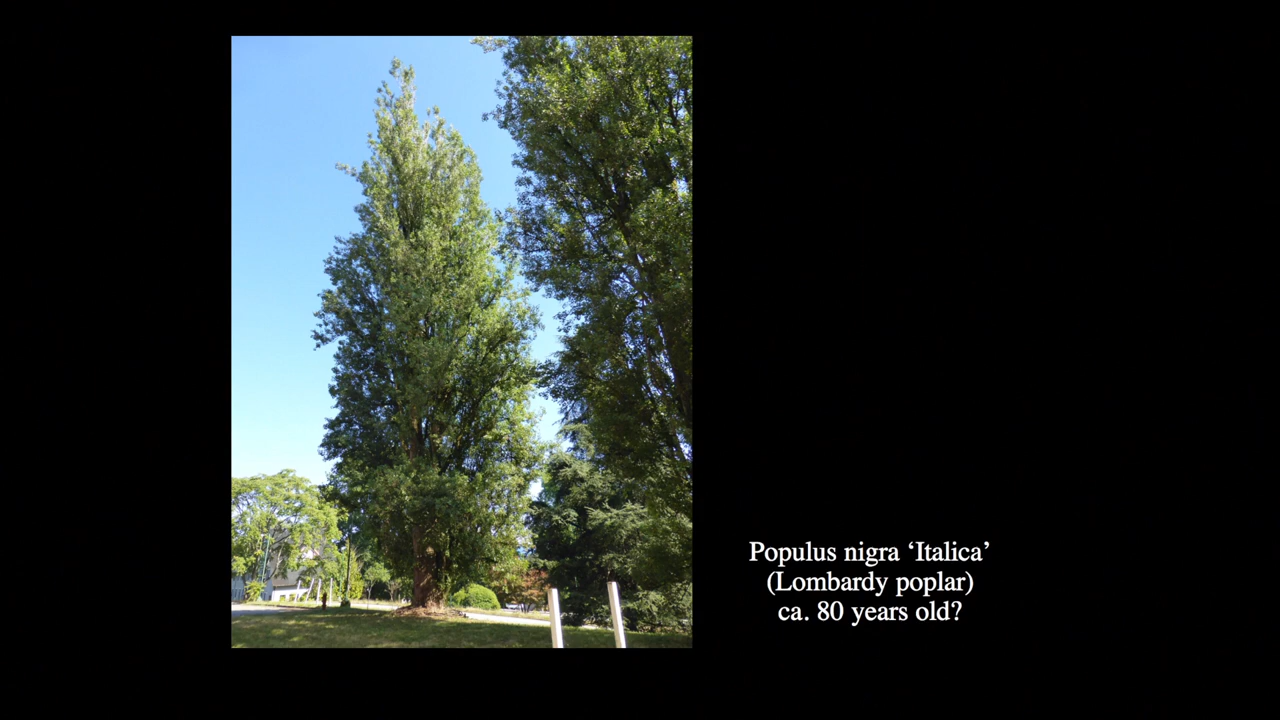 Populus nigra ‘Italica’
(Lombardy poplar)
ca. 80 years old?